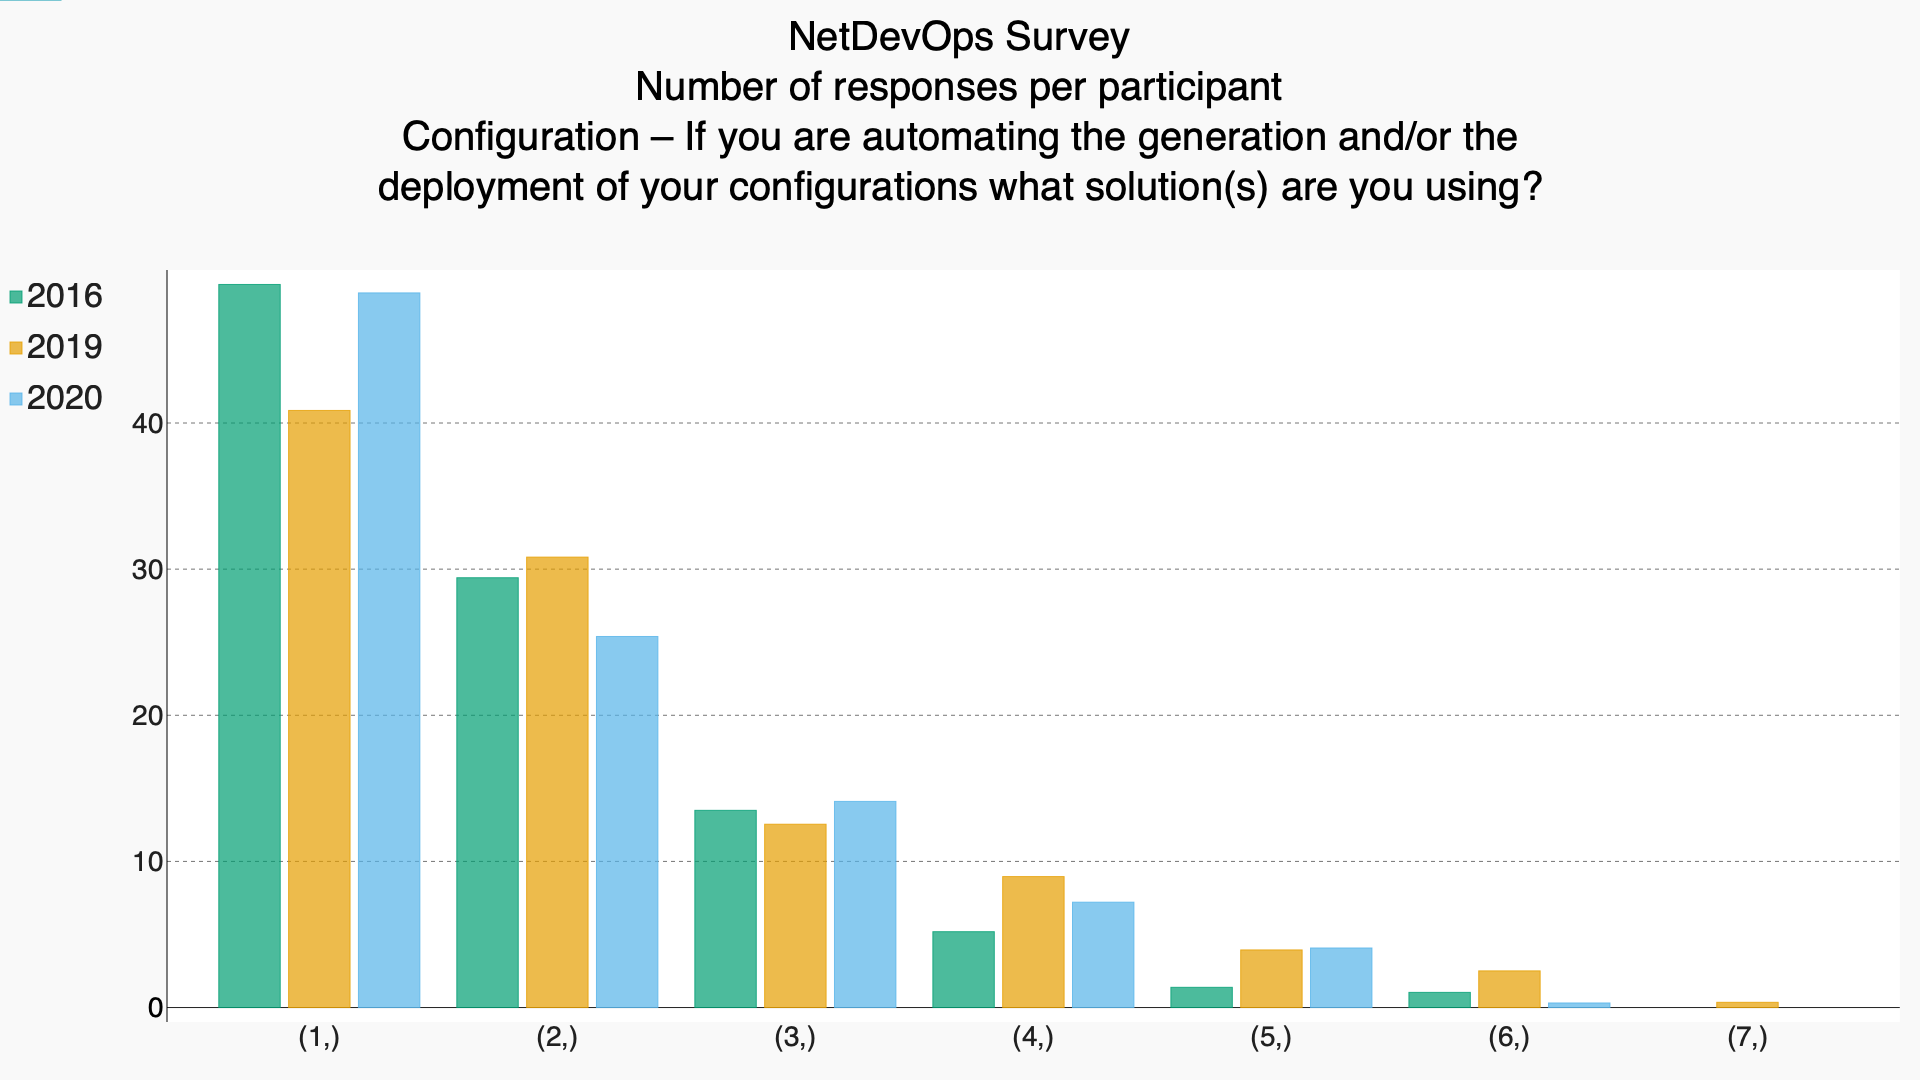 NetDevOps Survey
Number of responses per participant
Configuration – If you are automating the generation and/or the
deployment of your configurations what solution(s) are you using?
2016
2019
2020
40
30
20
10
0
(1,) (2,) (3,) (4,) (5,) (6,) (7,)